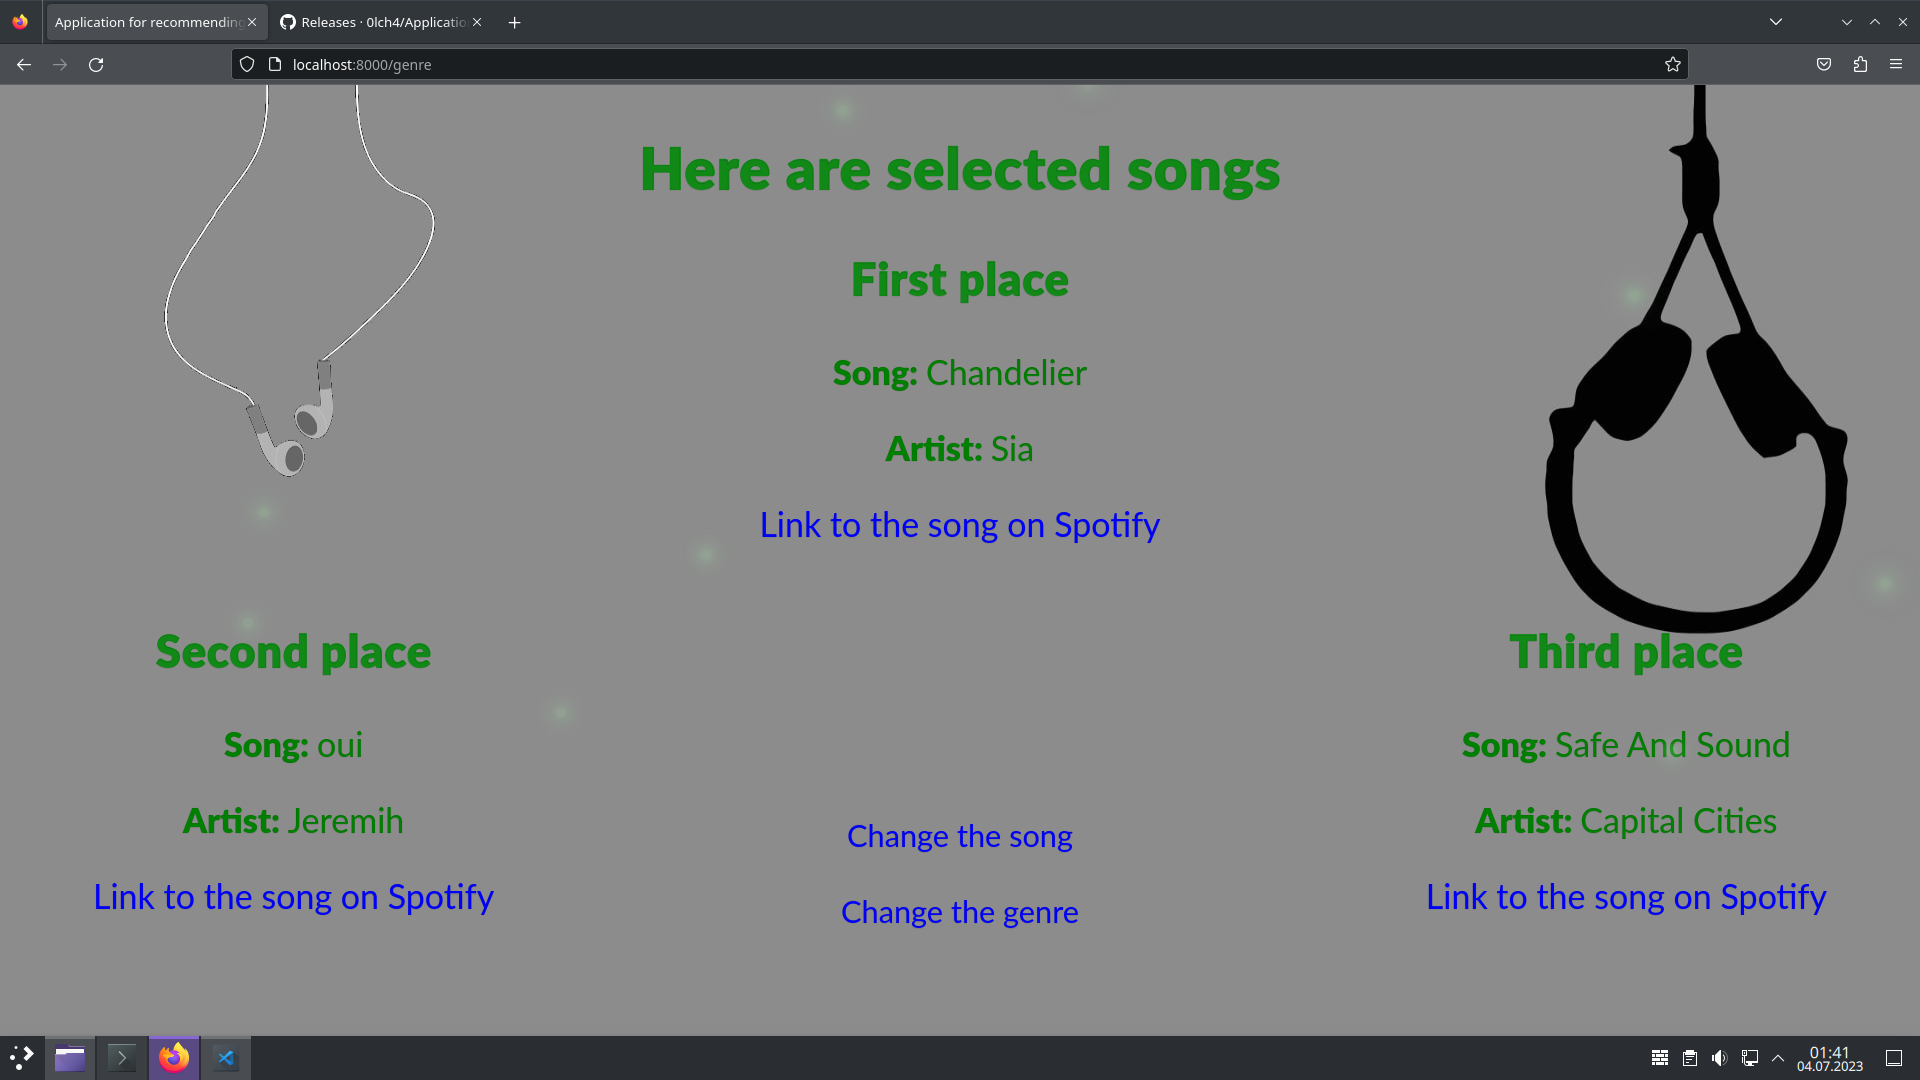 Application for recommending
Releases · 0lch4/Applicatio
localhost:8000/genre
Here are selected songs
First place
Song: Chandelier
Artist: Sia
Link to the song on Spotify
Second place
Song: oui
Artist: Jeremih
Link to the song on Spotify
Third place
Song: Safe And Sound
Artist: Capital Cities
Link to the song on Spotify
Change the song
Change the genre
01:41
04.07.2023